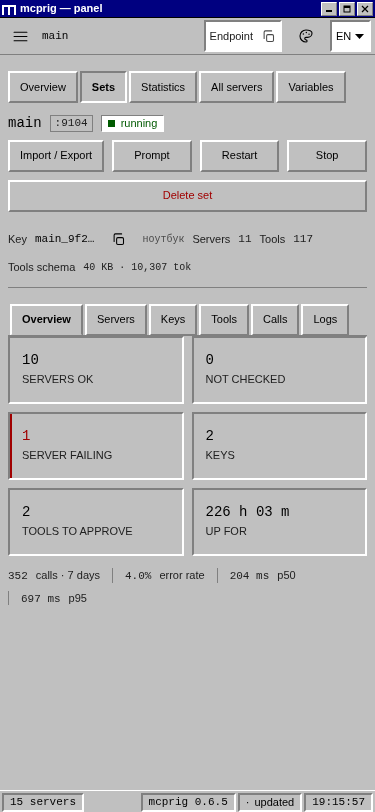 mcprig — panel
main
Endpoint
EN
Overview Sets Statistics All servers Variables
main :9104 running
Import / Export Prompt Restart Stop
Delete set
Key main_9f2… ноутбук Servers 11 Tools 117
Tools schema 40 KB · 10,307 tok
Overview Servers Keys Tools Calls Logs
10
SERVERS OK
0
NOT CHECKED
1
SERVER FAILING
2
KEYS
2
TOOLS TO APPROVE
226 h 03 m
UP FOR
352 calls · 7 days 4.0% error rate 204 ms p50
697 ms p95
15 servers mcprig 0.6.5 · updated 19:15:57